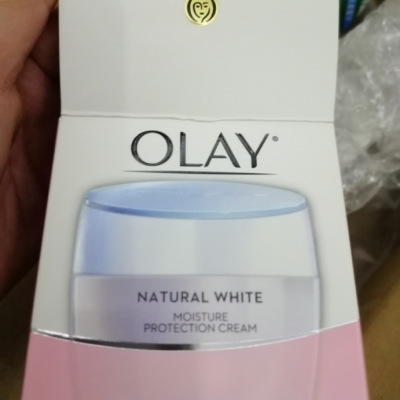 OLAY®
NATURAL WHITE
MOISTURE
PROTECTION CREAM